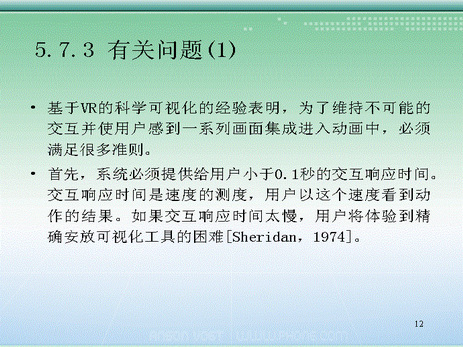 5.7.3 有关问题(1)
• 基于VR的科学可视化的经验表明，为了维持不可能的
交互并使用户感到一系列画面集成进入动画中，必须
满足很多准则。
• 首先，系统必须提供给用户小于0.1秒的交互响应时间。
交互响应时间是速度的测度，用户以这个速度看到动
作的结果。如果交互响应时间太慢，用户将体验到精
确安放可视化工具的困难[Sheridan，1974]。
12